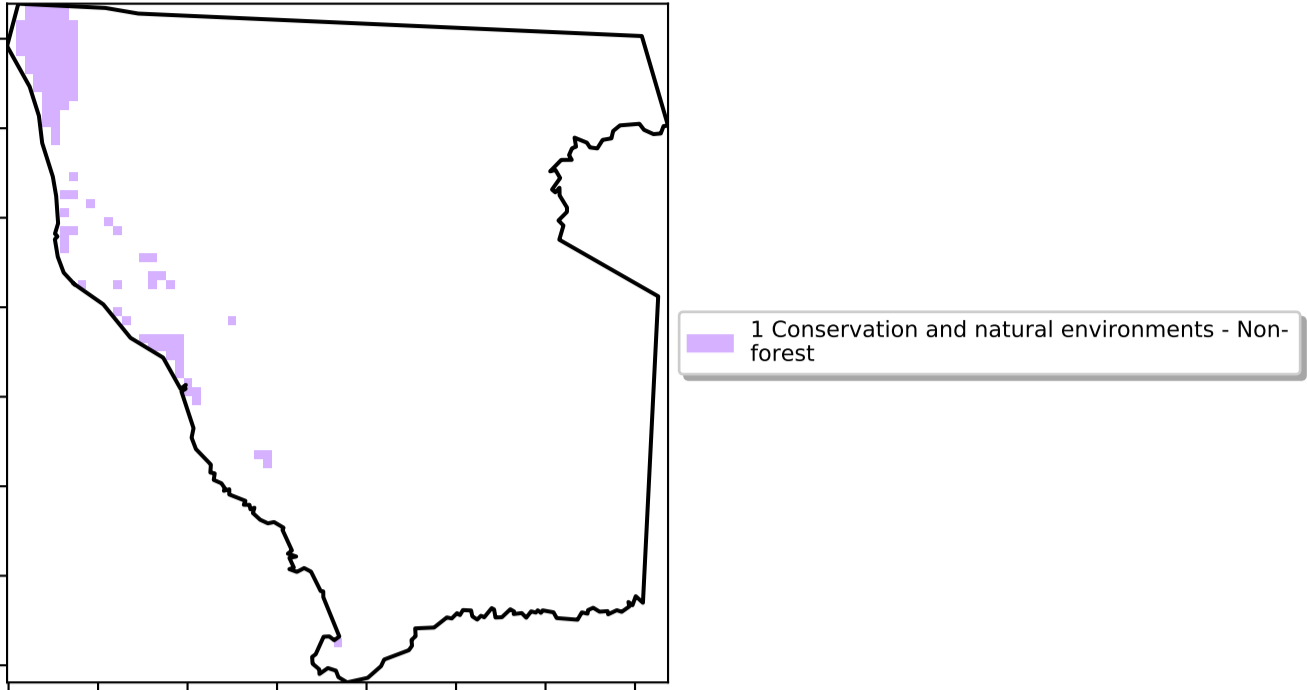 1 Conservation and natural environments - Non-
forest